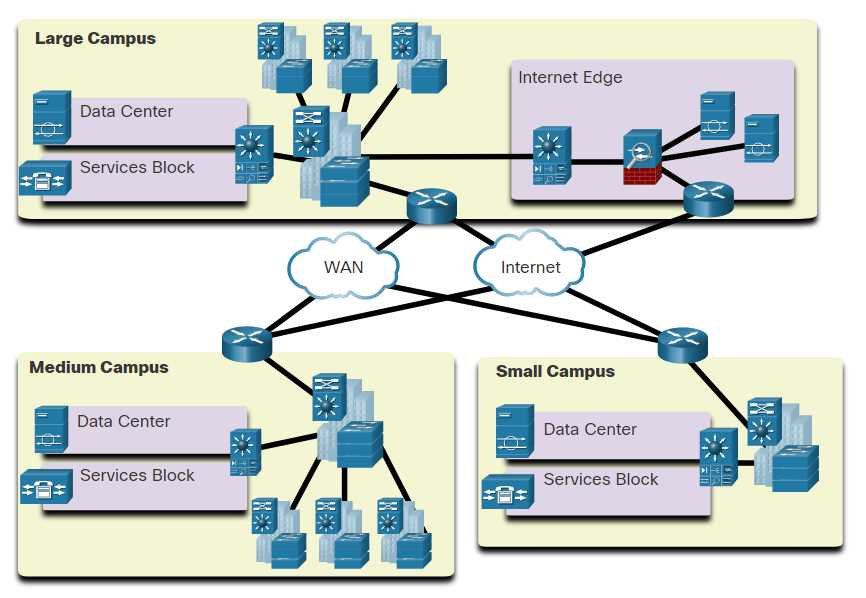 Large Campus
Internet Edge
Data Center
Services Block
WAN
Internet
Medium Campus
Data Center
Services Block
Small Campus
Data Center
Services Block